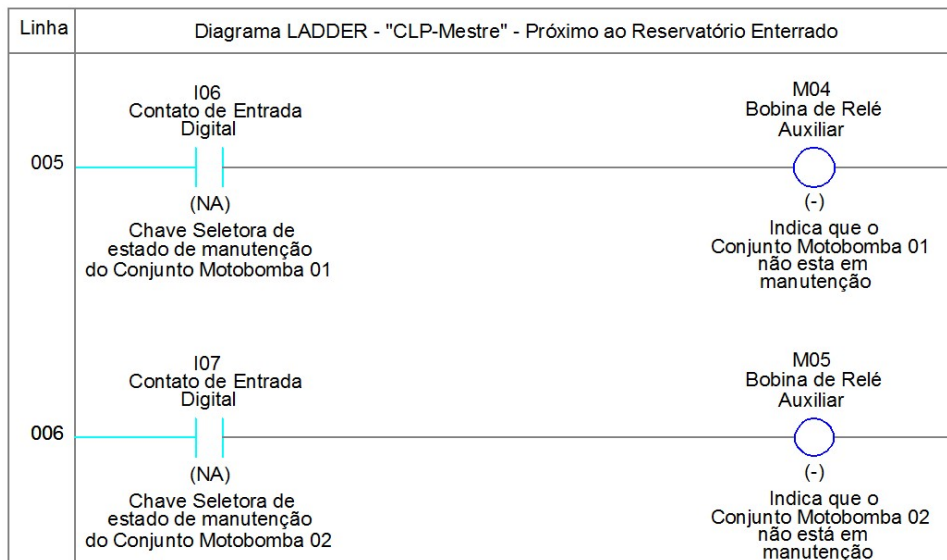 Linha
Diagrama LADDER - "CLP-Mestre" - Próximo ao Reservatório Enterrado
I06
Contato de Entrada
Digital
M04
Bobina de Relé
Auxiliar
005
(NA)
(-)
Chave Seletora de
estado de manutenção
do Conjunto Motobomba 01
Indica que o
Conjunto Motobomba 01
não esta em
manutenção
I07
Contato de Entrada
Digital
M05
Bobina de Relé
Auxiliar
006
(NA)
(-)
Chave Seletora de
estado de manutenção
do Conjunto Motobomba 02
Indica que o
Conjunto Motobomba 02
não está em
manutenção